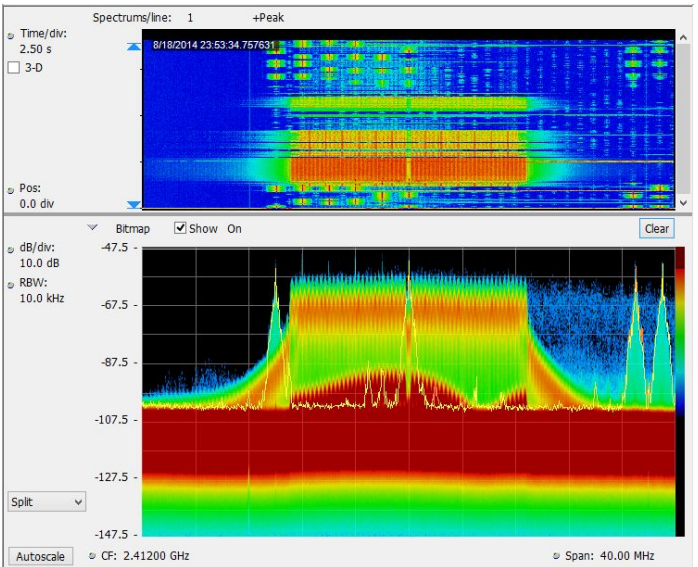 Spectrums/line: 1 +Peak
Time/div:
2.50 s
3-D
8/18/2014 23:53:34.757631
Pos:
0.0 div
Bitmap Show On Clear
dB/div:
10.0 dB
RBW:
10.0 kHz
-47.5
-67.5
-87.5
-107.5
-127.5
-147.5
Split
Autoscale CF: 2.41200 GHz Span: 40.00 MHz